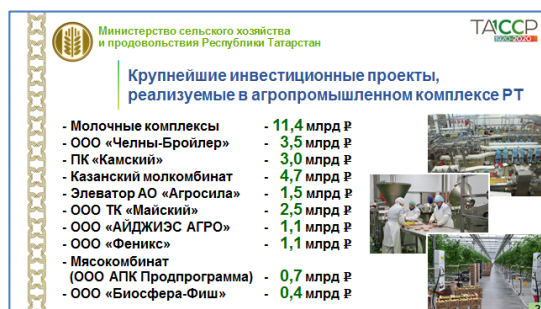 Министерство сельского хозяйства
и продовольствия Республики Татарстан
ТАССР
1920-2020
Крупнейшие инвестиционные проекты,
реализуемые в агропромышленном комплексе РТ
- Молочные комплексы - 11,4 млрд ₽
- ООО «Челны-Бройлер» - 3,5 млрд ₽
- ПК «Камский» - 3,0 млрд ₽
- Казанский молкомбинат - 4,7 млрд ₽
- Элеватор АО «Агросила» - 1,5 млрд ₽
- ООО ТК «Майский» - 2,5 млрд ₽
- ООО «АЙДЖИЭС АГРО» - 1,1 млрд ₽
- ООО «Феникс» - 1,1 млрд ₽
- Мясокомбинат
(ООО АПК Продпрограмма) - 0,7 млрд ₽
- ООО «Биосфера-Фиш» - 0,4 млрд ₽
2